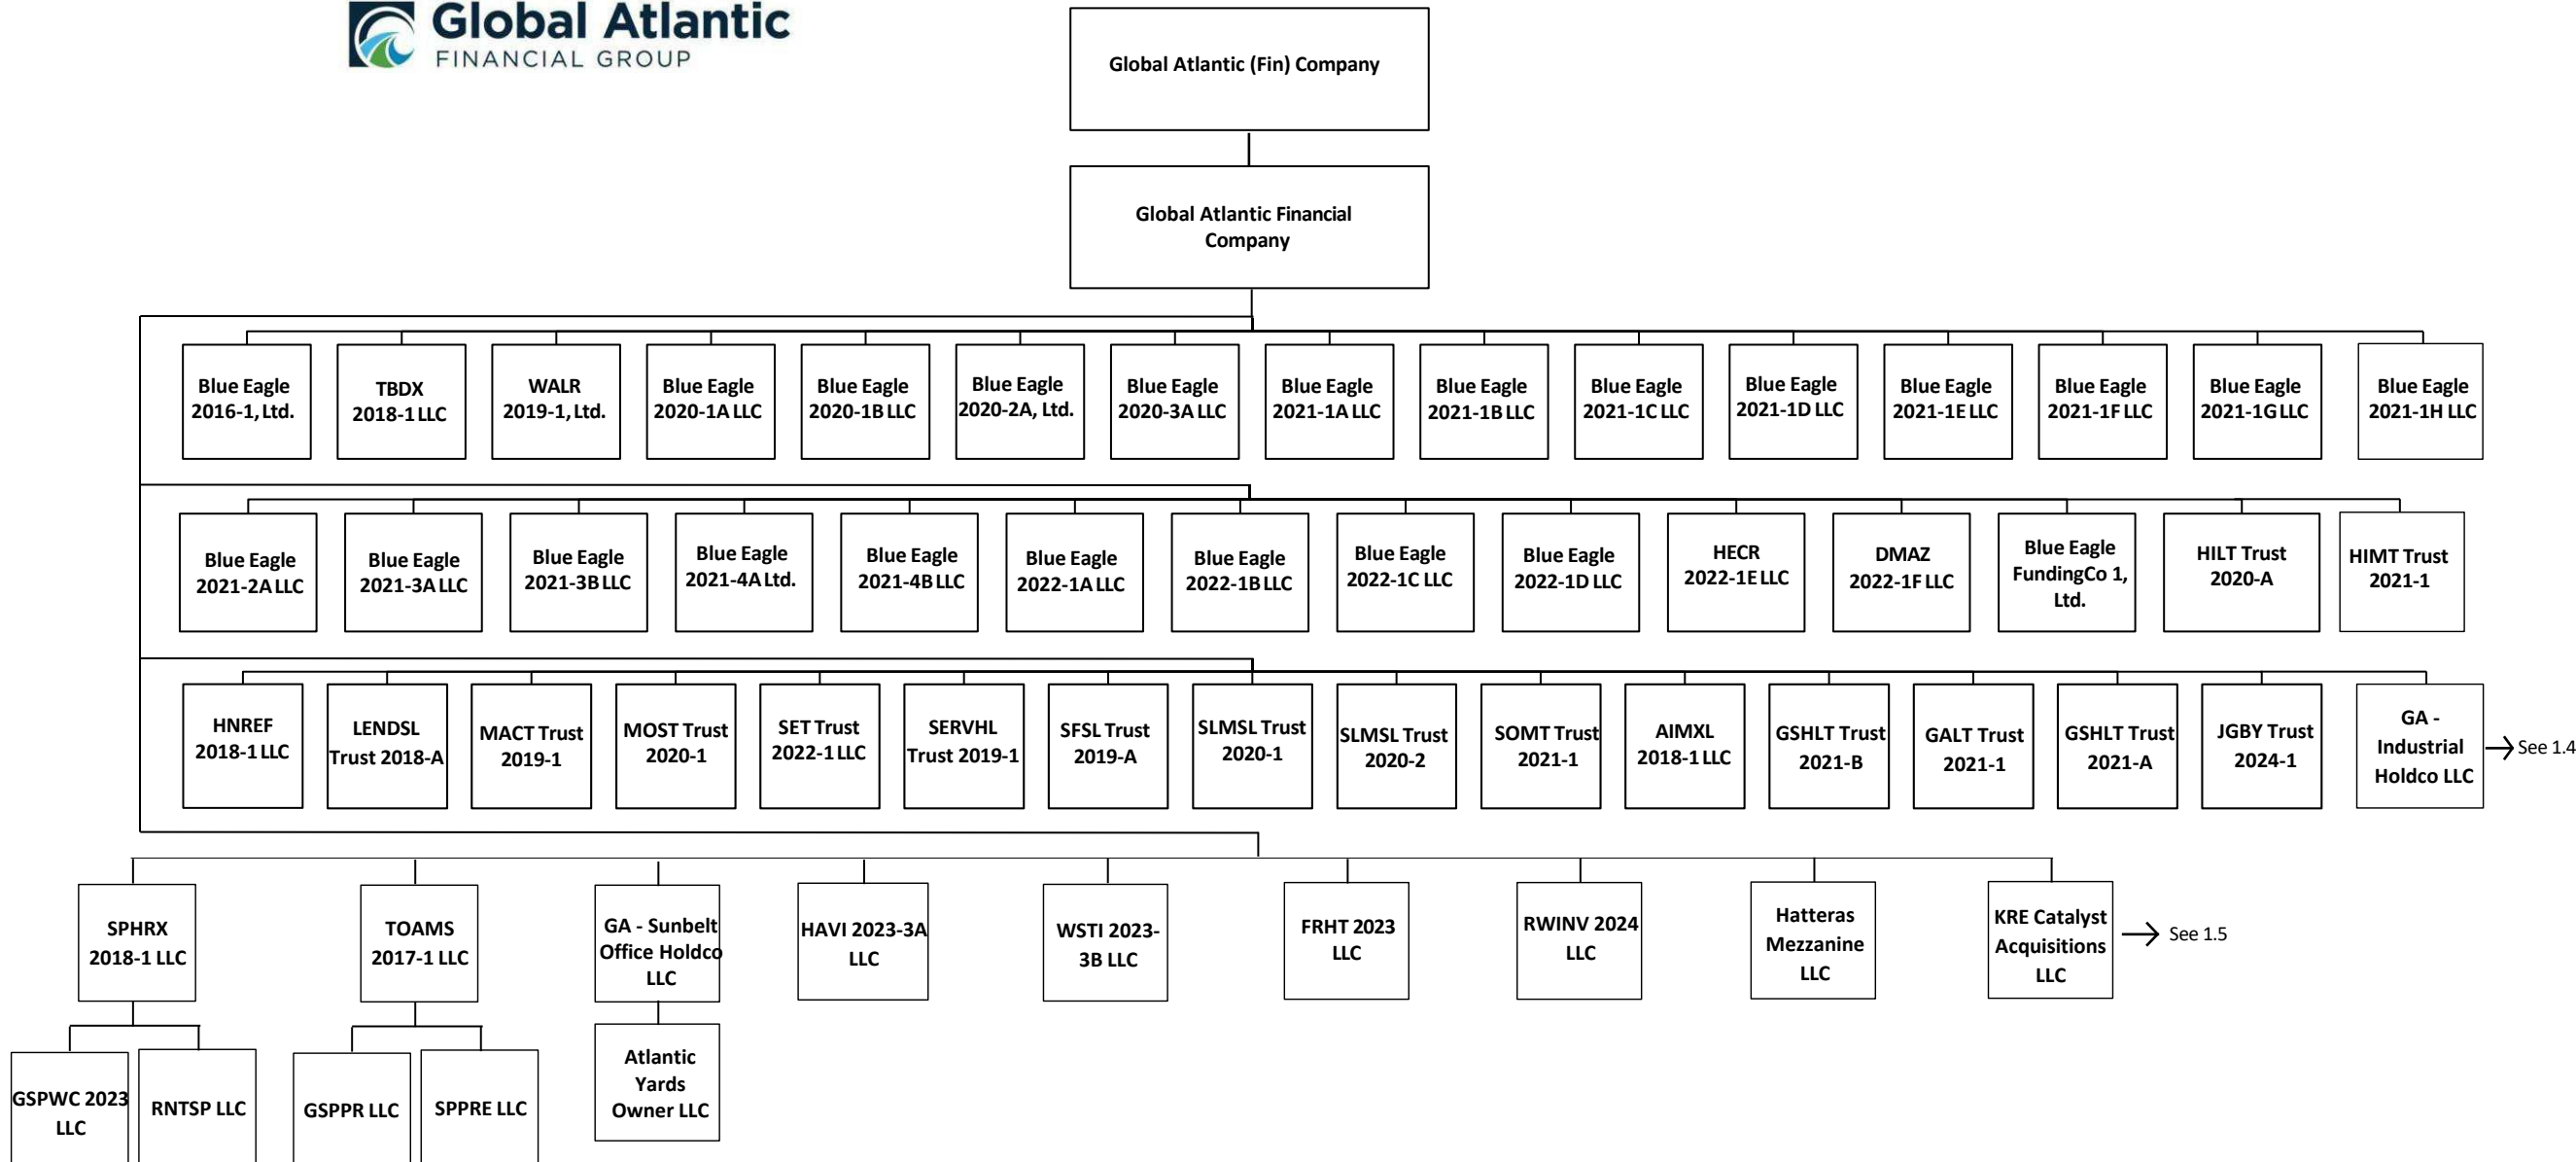 Global Atlantic
FINANCIAL GROUP
Global Atlantic (Fin) Company
Global Atlantic Financial
Company
Blue Eagle
2016-1, Ltd.
TBDX
2018-1 LLC
WALR
2019-1, Ltd.
Blue Eagle
2020-1A LLC
Blue Eagle
2020-1B LLC
Blue Eagle
2020-2A, Ltd.
Blue Eagle
2020-3A LLC
Blue Eagle
2021-1A LLC
Blue Eagle
2021-1B LLC
Blue Eagle
2021-1C LLC
Blue Eagle
2021-1D LLC
Blue Eagle
2021-1E LLC
Blue Eagle
2021-1F LLC
Blue Eagle
2021-1G LLC
Blue Eagle
2021-1H LLC
Blue Eagle
2021-2A LLC
Blue Eagle
2021-3A LLC
Blue Eagle
2021-3B LLC
Blue Eagle
2021-4A Ltd.
Blue Eagle
2021-4B LLC
Blue Eagle
2022-1A LLC
Blue Eagle
2022-1B LLC
Blue Eagle
2022-1C LLC
Blue Eagle
2022-1D LLC
HECR
2022-1E LLC
DMAZ
2022-1F LLC
Blue Eagle
FundingCo 1,
Ltd.
HILT Trust
2020-A
HIMT Trust
2021-1
HNREF
2018-1 LLC
LENDSL
Trust 2018-A
MACT Trust
2019-1
MOST Trust
2020-1
SET Trust
2022-1 LLC
SERVHL
Trust 2019-1
SFSL Trust
2019-A
SLMSL Trust
2020-1
SLMSL Trust
2020-2
SOMT Trust
2021-1
AIMXL
2018-1 LLC
GSHLT Trust
2021-B
GALT Trust
2021-1
GSHLT Trust
2021-A
JGBY Trust
2024-1
GA -
Industrial
Holdco LLC
See 1.4
SPHRX
2018-1 LLC
TOAMS
2017-1 LLC
GA - Sunbelt
Office Holdco
LLC
HAVI 2023-3A
LLC
WSTI 2023-
3B LLC
FRHT 2023
LLC
RWINV 2024
LLC
Hatteras
Mezzanine
LLC
KRE Catalyst
Acquisitions
LLC
See 1.5
GSPWC 2023
LLC
RNTSP LLC
GSPPR LLC
SPPRE LLC
Atlantic
Yards
Owner LLC